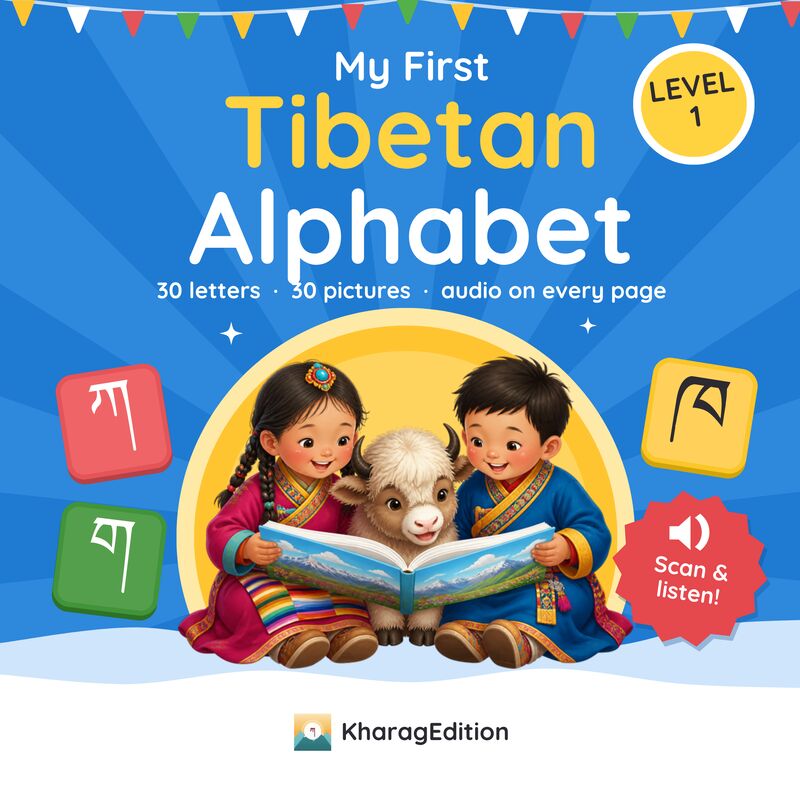 My First
Tibetan
Alphabet
LEVEL
1
30 letters · 30 pictures · audio on every page
ཀ
ཁ
ག
Scan &
listen!
KharagEdition